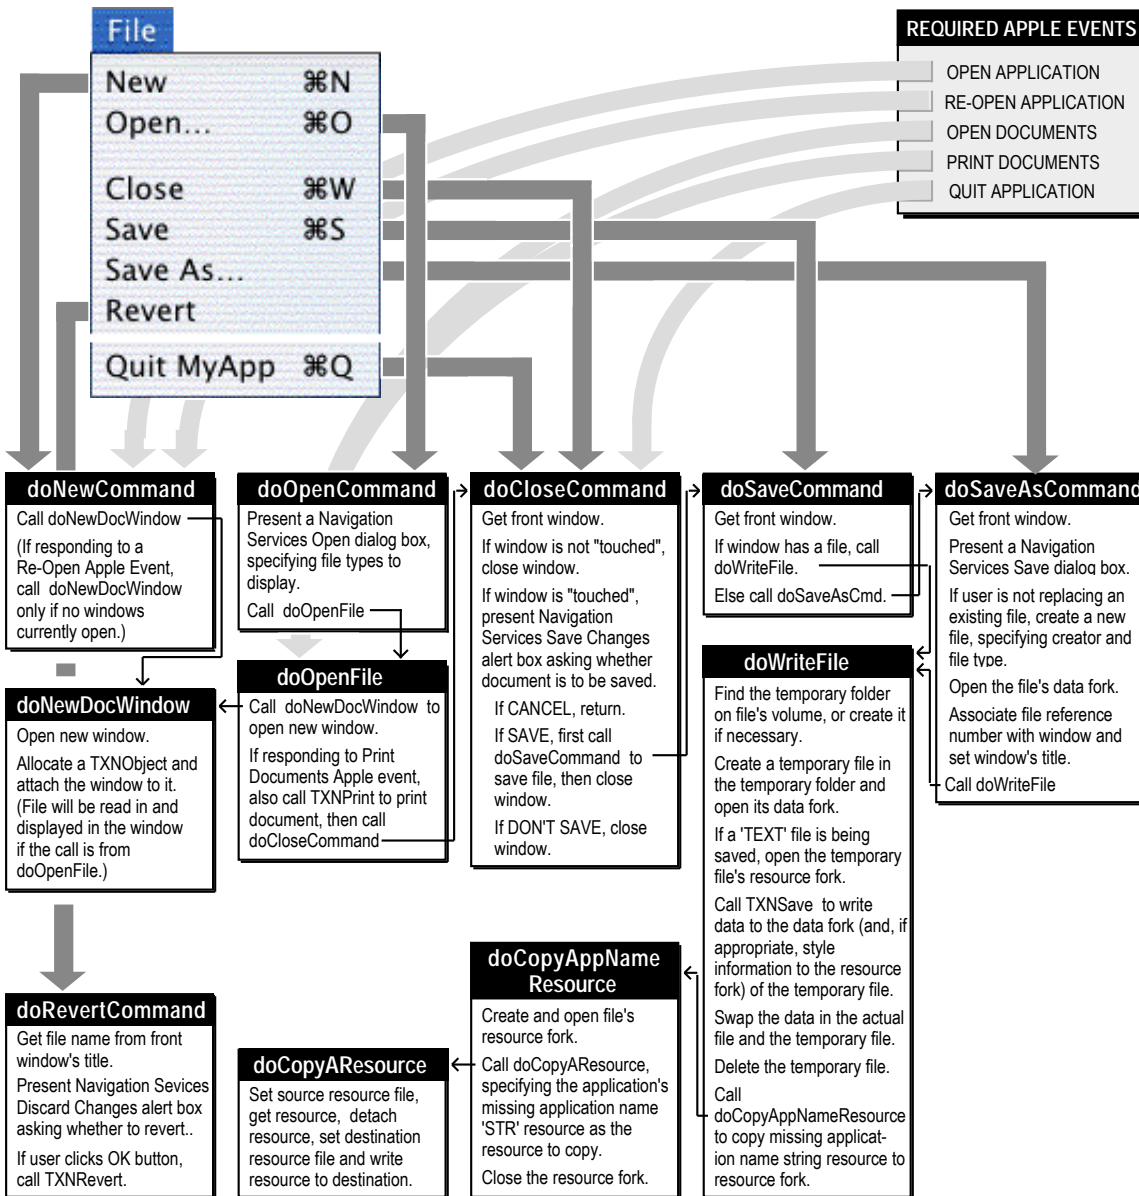 File
New ⌘N
Open... ⌘O
Close ⌘W
Save ⌘S
Save As...
Revert
Quit MyApp ⌘Q
REQUIRED APPLE EVENTS
OPEN APPLICATION
RE-OPEN APPLICATION
OPEN DOCUMENTS
PRINT DOCUMENTS
QUIT APPLICATION
doNewCommand
Call doNewDocWindow
(If responding to a
Re-Open Apple Event,
call doNewDocWindow
only if no windows
currently open.)
doOpenCommand
Present a Navigation
Services Open dialog box,
specifying file types to
display.
Call doOpenFile
doCloseCommand
Get front window.
If window is not "touched",
close window.
If window is "touched",
present Navigation
Services Save Changes
alert box asking whether
document is to be saved.
If CANCEL, return.
If SAVE, first call
doSaveCommand to
save file, then close
window.
If DON'T SAVE, close
window.
doSaveCommand
Get front window.
If window has a file, call
doWriteFile.
Else call doSaveAsCmd.
doSaveAsCommand
Get front window.
Present a Navigation
Services Save dialog box.
If user is not replacing an
existing file, create a new
file, specifying creator and
file type.
Open the file's data fork.
Associate file reference
number with window and
set window's title.
Call doWriteFile
doNewDocWindow
Open new window.
Allocate a TXNObject and
attach the window to it.
(File will be read in and
displayed in the window
if the call is from
doOpenFile.)
doOpenFile
Call doNewDocWindow to
open new window.
If responding to Print
Documents Apple event,
also call TXNPrint to print
document, then call
doCloseCommand
doWriteFile
Find the temporary folder
on file's volume, or create it
if necessary.
Create a temporary file in
the temporary folder and
open its data fork.
If a 'TEXT' file is being
saved, open the temporary
file's resource fork.
Call TXNSave to write
data to the data fork (and, if
appropriate, style
information to the resource
fork) of the temporary file.
Swap the data in the actual
file and the temporary file.
Delete the temporary file.
Call
doCopyAppNameResource
to copy missing applicat-
ion name string resource to
resource fork.
doCopyAppName
Resource
Create and open file's
resource fork.
Call doCopyAResource,
specifying the application's
missing application name
'STR' resource as the
resource to copy.
Close the resource fork.
doCopyAResource
Set source resource file,
get resource, detach
resource, set destination
resource file and write
resource to destination.
doRevertCommand
Get file name from front
window's title.
Present Navigation Sevices
Discard Changes alert box
asking whether to revert..
If user clicks OK button,
call TXNRevert.